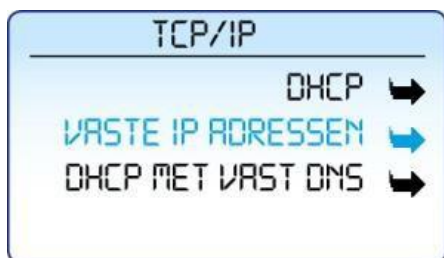 TCP/IP
DHCP
VASTE IP ADRESSEN
DHCP MET VAST DNS